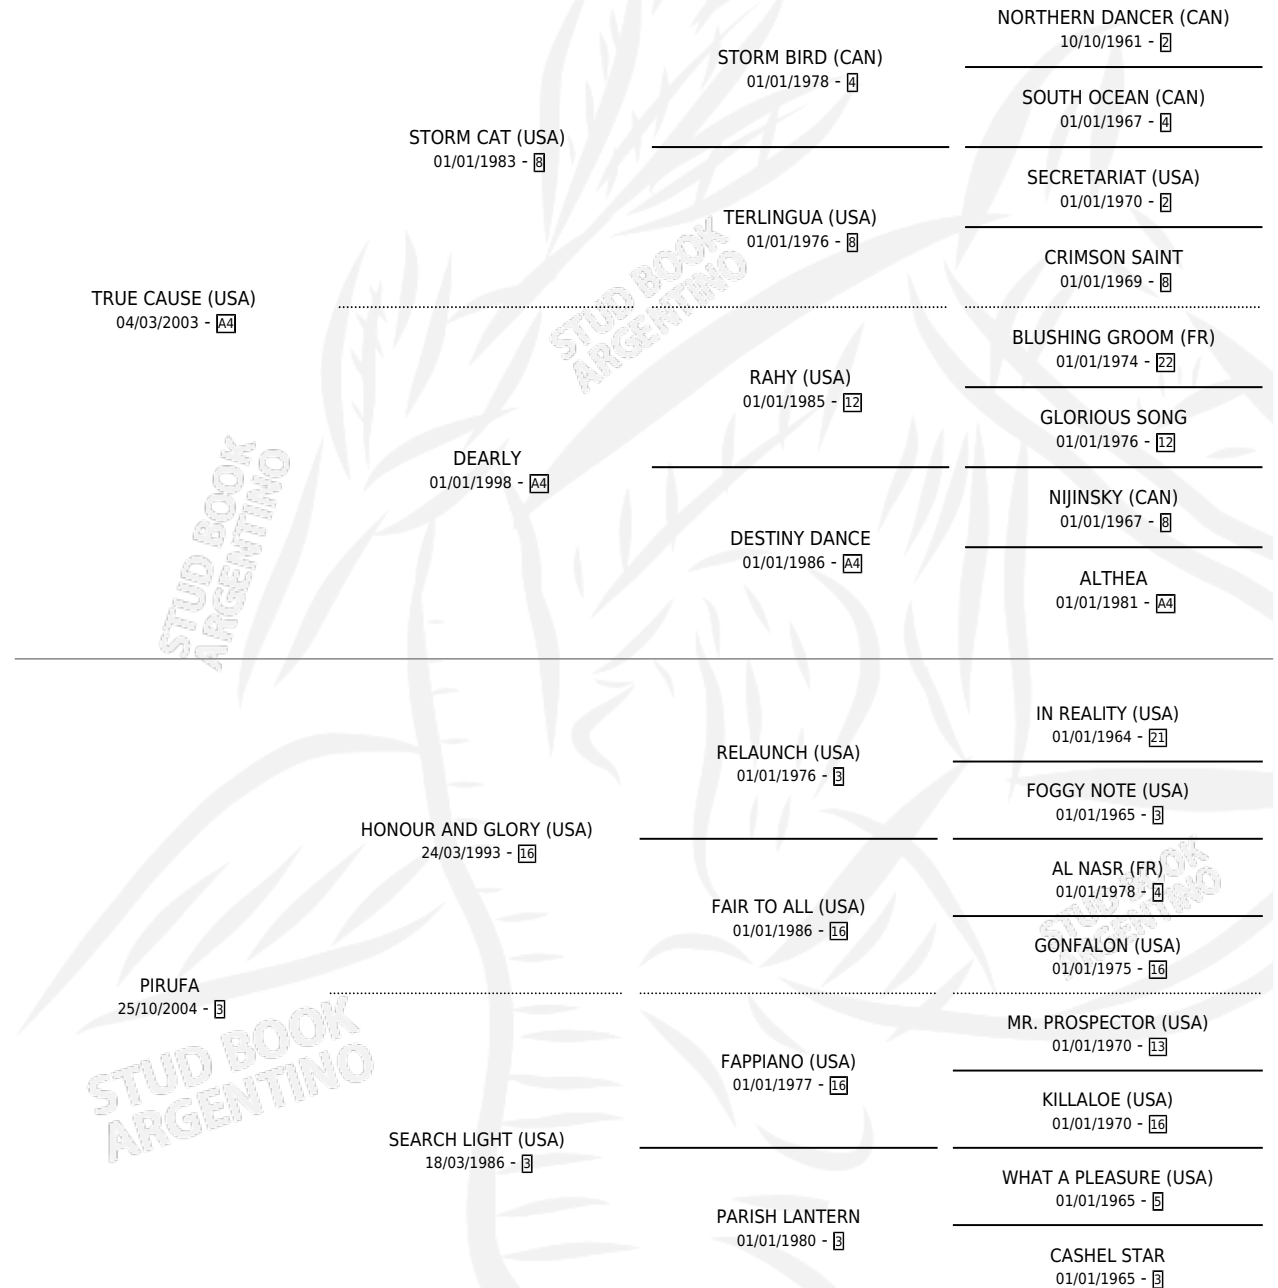 NORTHERN DANCER (CAN)
10/10/1961 - 2
STORM BIRD (CAN)
01/01/1978 - 4
SOUTH OCEAN (CAN)
01/01/1967 - 4
STORM CAT (USA)
01/01/1983 - 8
SECRETARIAT (USA)
01/01/1970 - 2
TERLINGUA (USA)
01/01/1976 - 8
CRIMSON SAINT
01/01/1969 - 8
TRUE CAUSE (USA)
04/03/2003 - A4
BLUSHING GROOM (FR)
01/01/1974 - 22
RAHY (USA)
01/01/1985 - 12
GLORIOUS SONG
01/01/1976 - 12
DEARLY
01/01/1998 - A4
NIJINSKY (CAN)
01/01/1967 - 8
DESTINY DANCE
01/01/1986 - A4
ALTHEA
01/01/1981 - A4
IN REALITY (USA)
01/01/1964 - 21
RELAUNCH (USA)
01/01/1976 - 3
FOGGY NOTE (USA)
01/01/1965 - 3
HONOUR AND GLORY (USA)
24/03/1993 - 16
AL NASR (FR)
01/01/1978 - 4
FAIR TO ALL (USA)
01/01/1986 - 16
GONFALON (USA)
01/01/1975 - 16
PIRUFA
25/10/2004 - 3
MR. PROSPECTOR (USA)
01/01/1970 - 13
FAPPIANO (USA)
01/01/1977 - 16
KILLALOE (USA)
01/01/1970 - 16
SEARCH LIGHT (USA)
18/03/1986 - 3
WHAT A PLEASURE (USA)
01/01/1965 - 5
PARISH LANTERN
01/01/1980 - 3
CASHEL STAR
01/01/1965 - 3
STUD BOOK
ARGENTINO
STUD BOOK
ARGENTINO
STUD BOOK
ARGENTINO
STUD BOOK
ARGENTINO